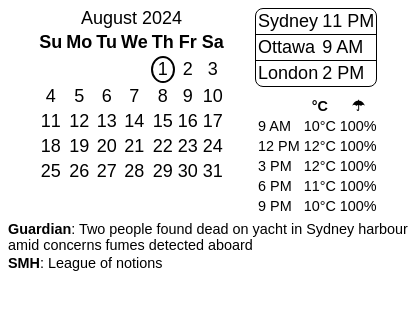 August 2024
Su Mo Tu We Th Fr Sa
1 2 3
4 5 6 7 8 9 10
11 12 13 14 15 16 17
18 19 20 21 22 23 24
25 26 27 28 29 30 31
Sydney 11 PM
Ottawa 9 AM
London 2 PM
°C ☂
9 AM 10°C 100%
12 PM 12°C 100%
3 PM 12°C 100%
6 PM 11°C 100%
9 PM 10°C 100%
Guardian: Two people found dead on yacht in Sydney harbour
amid concerns fumes detected aboard
SMH: League of notions